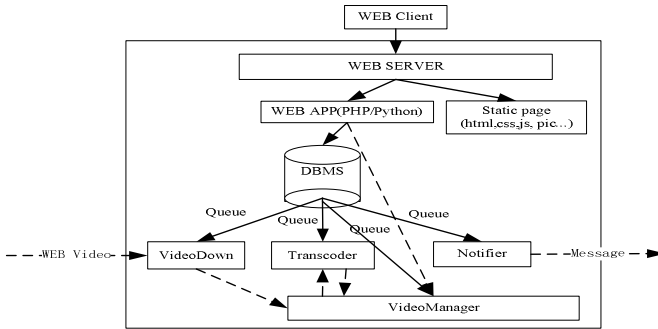 WEB Client
WEB SERVER
WEB APP(PHP/Python)
Static page
(html,css,js, pic...)
DBMS
Queue
Queue
Queue
Queue
WEB Video
VideoDown
Transcoder
Notifier
Message
VideoManager